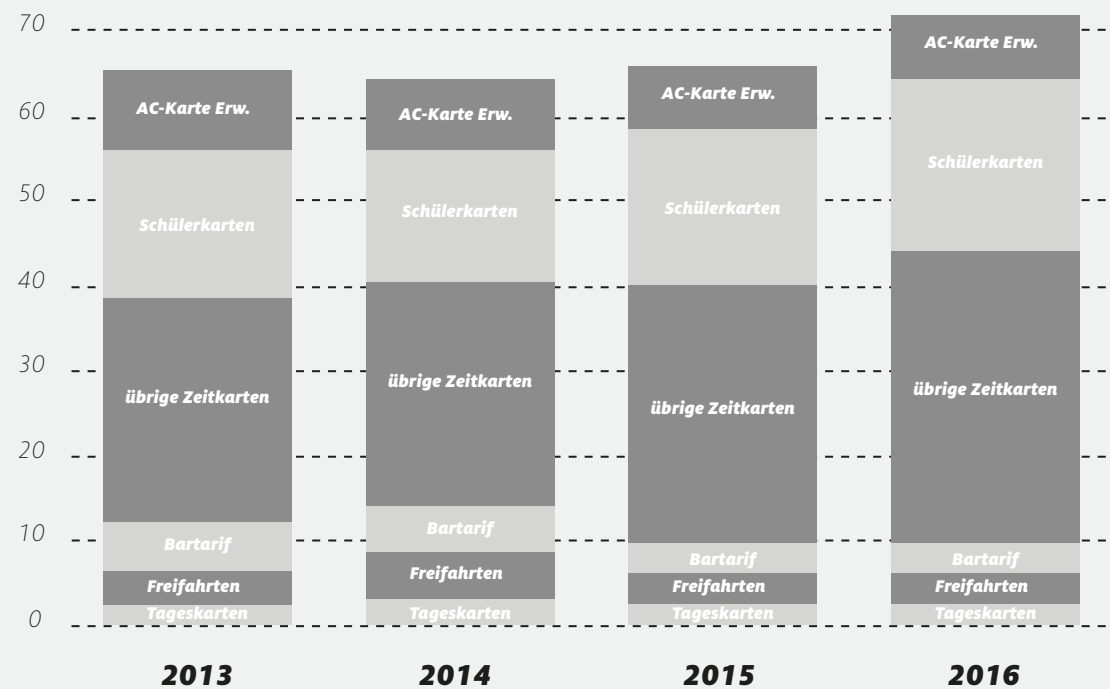 70
60
50
40
30
20
10
0
AC-Karte Erw.
Schülerkarten
übrige Zeitkarten
Bartarif
Freifahrten
Tageskarten
2013
AC-Karte Erw.
Schülerkarten
übrige Zeitkarten
Bartarif
Freifahrten
Tageskarten
2014
AC-Karte Erw.
Schülerkarten
übrige Zeitkarten
Bartarif
Freifahrten
Tageskarten
2015
AC-Karte Erw.
Schülerkarten
übrige Zeitkarten
Bartarif
Freifahrten
Tageskarten
2016